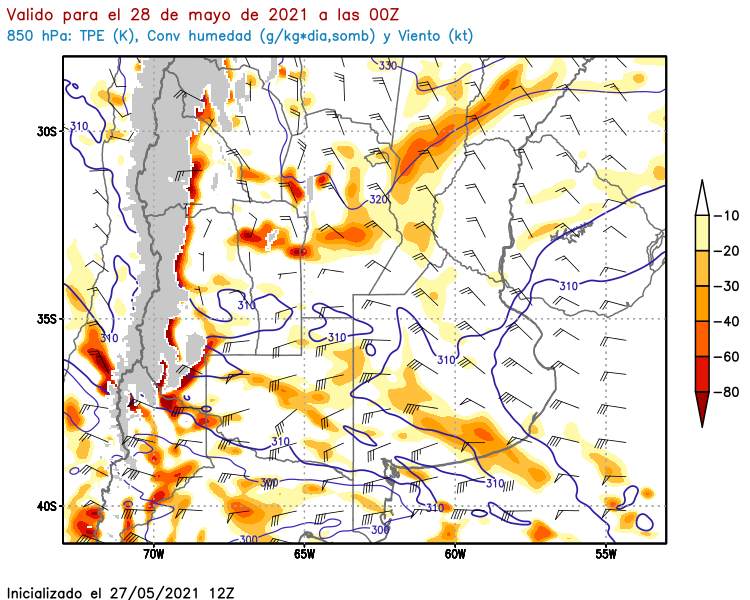 Valido para el 28 de mayo de 2021 a las 00Z
850 hPa: TPE (K), Conv humedad (g/kg*dia,somb) y Viento (kt)
330
310
30S
320
310
310
310
35S
310
310
310
300
310
310
40S
300
300
70W
65W
60W
55W
-10
-20
-30
-40
-60
-80
Inicializado el 27/05/2021 12Z